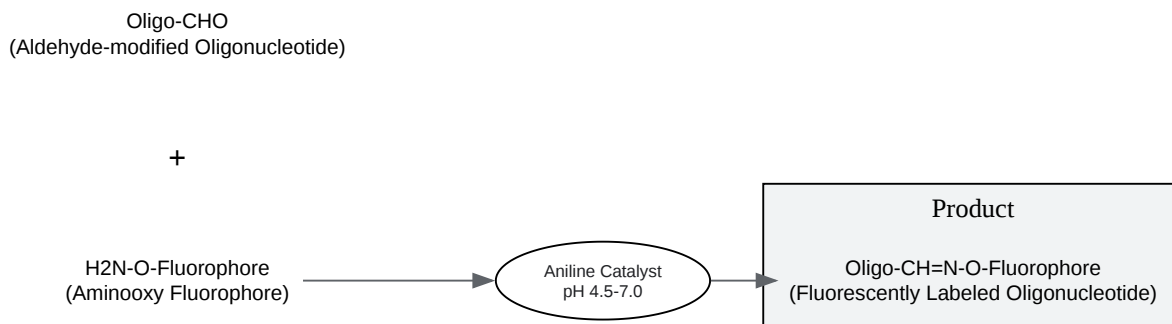 Oligo-CHO
(Aldehyde-modified Oligonucleotide)
+
H2N-O-Fluorophore
(Aminooxy Fluorophore)
Aniline Catalyst
pH 4.5-7.0
Product
Oligo-CH=N-O-Fluorophore
(Fluorescently Labeled Oligonucleotide)